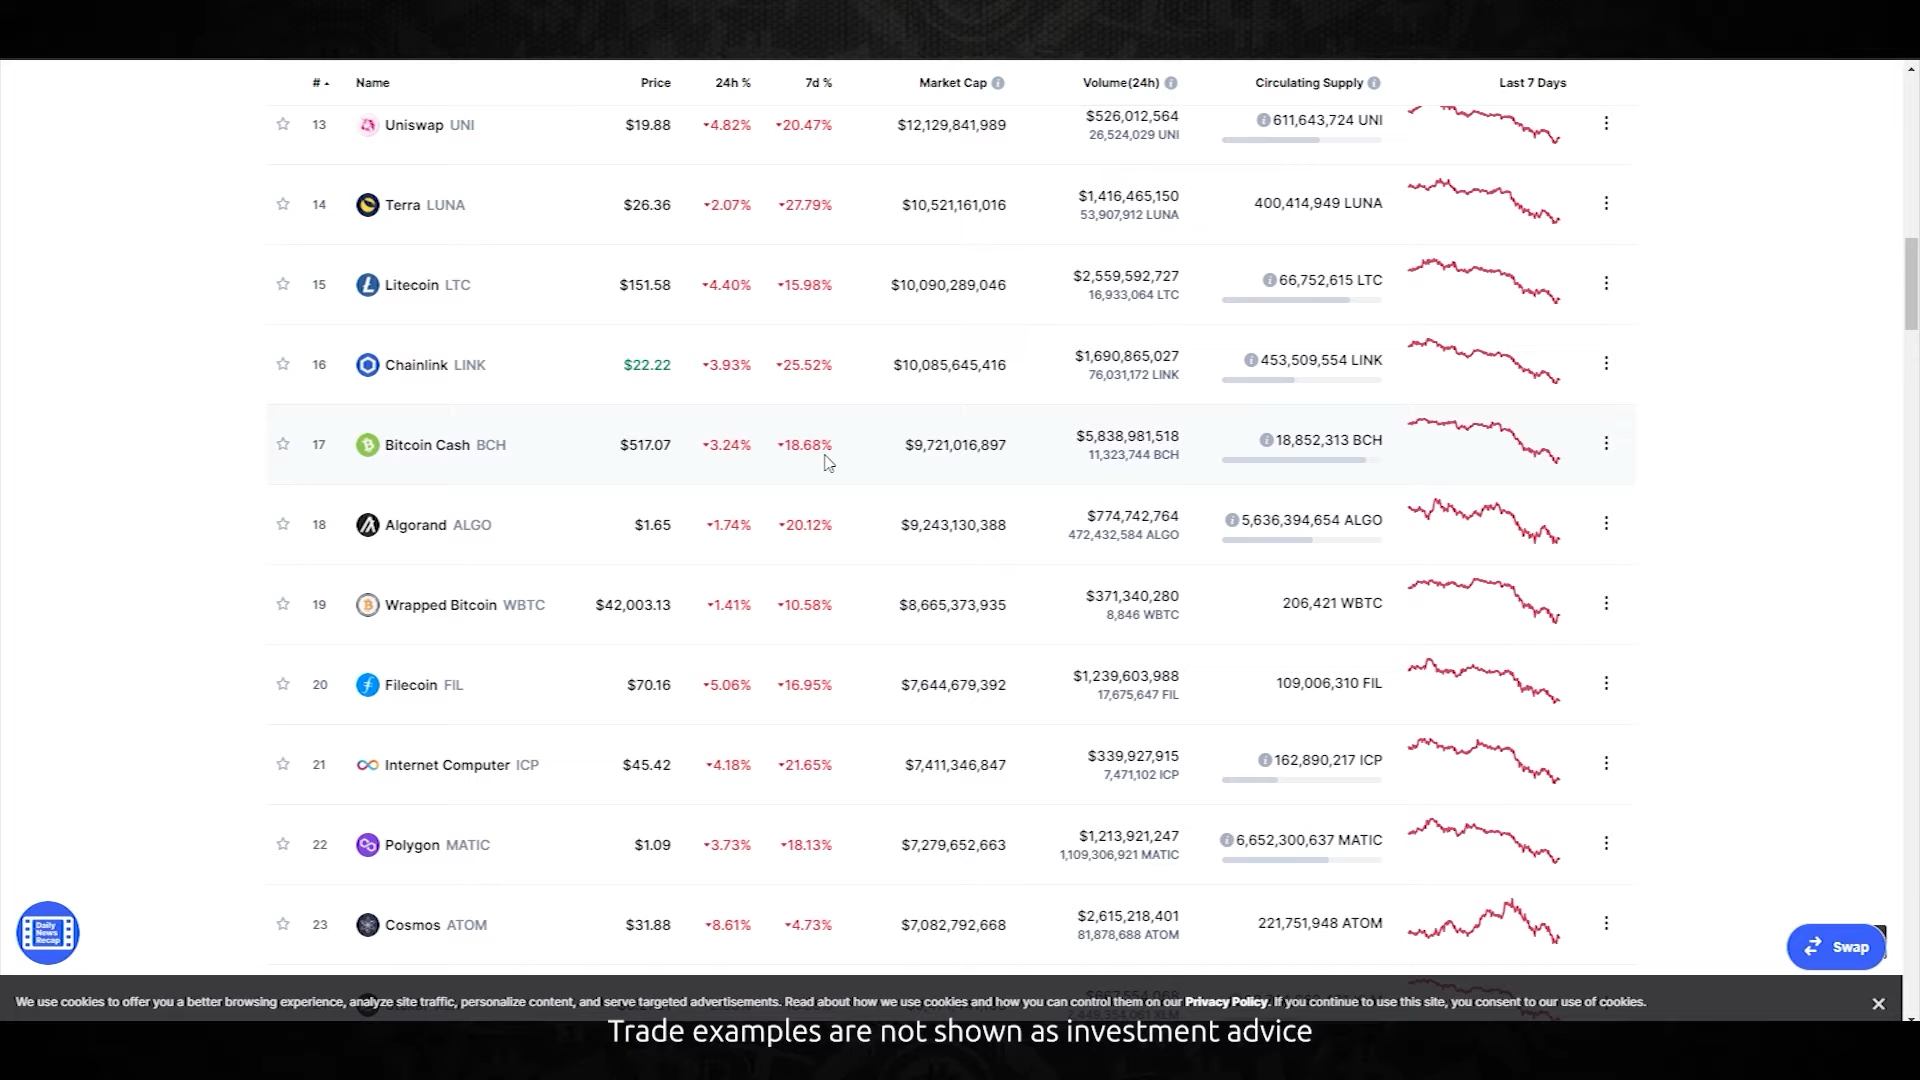 # Name Price 24h % 7d % Market Cap Volume(24h) Circulating Supply Last 7 Days
13 Uniswap UNI $19.88 4.82% 20.47% $12,129,841,989 $526,012,564 611,643,724 UNI
26,524,029 UNI
14 Terra LUNA $26.36 2.07% 27.79% $10,521,161,016 $1,416,465,150 400,414,949 LUNA
53,907,912 LUNA
15 Litecoin LTC $151.58 4.40% 15.98% $10,090,289,046 $2,559,592,727 66,752,615 LTC
16,933,064 LTC
16 Chainlink LINK $22.22 3.93% 25.52% $10,085,645,416 $1,690,865,027 453,509,554 LINK
76,031,172 LINK
17 Bitcoin Cash BCH $517.07 3.24% 18.68% $9,721,016,897 $5,838,981,518 18,852,313 BCH
11,323,744 BCH
18 Algorand ALGO $1.65 1.74% 20.12% $9,243,130,388 $774,742,764 5,636,394,654 ALGO
472,432,584 ALGO
19 Wrapped Bitcoin WBTC $42,003.13 1.41% 10.58% $8,665,373,935 $371,340,280 206,421 WBTC
8,846 WBTC
20 Filecoin FIL $70.16 5.06% 16.95% $7,644,679,392 $1,239,603,988 109,006,310 FIL
17,675,647 FIL
21 Internet Computer ICP $45.42 4.18% 21.65% $7,411,346,847 $339,927,915 162,890,217 ICP
7,471,102 ICP
22 Polygon MATIC $1.09 3.73% 18.13% $7,279,652,663 $1,213,921,247 6,652,300,637 MATIC
1,109,306,921 MATIC
23 Cosmos ATOM $31.88 8.61% 4.73% $7,082,792,668 $2,615,218,401 221,751,948 ATOM
81,878,688 ATOM
Daily
News
Recap
Swap
We use cookies to offer you a better browsing experience, analyze site traffic, personalize content, and serve targeted advertisements. Read about how we use cookies and how you can control them on our Privacy Policy. If you continue to use this site, you consent to our use of cookies.
Trade examples are not shown as investment advice